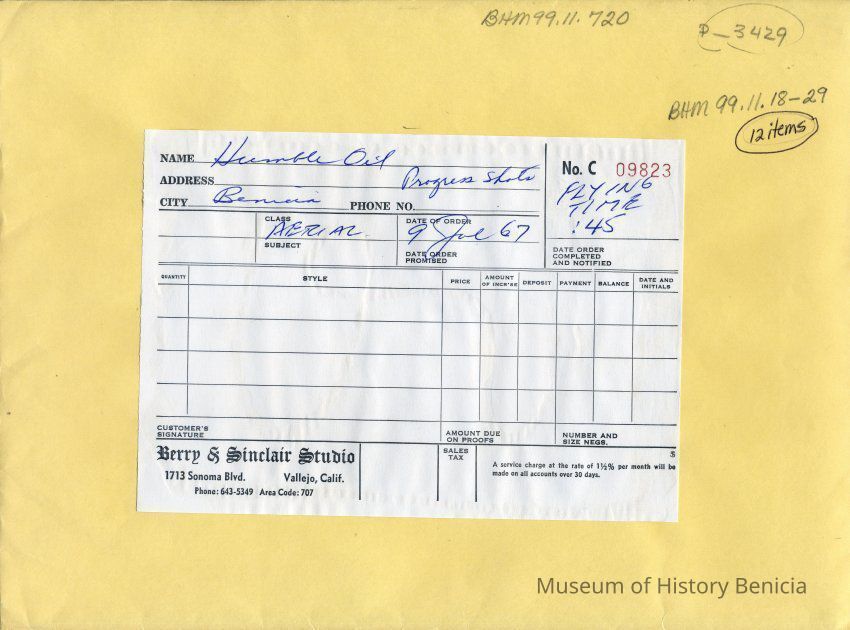 BHM 99.11.720
P-3429
BHM 99.11.18-29
12 items
NAME Humble Oil
ADDRESS Progress Shots
CITY Benicia PHONE NO.
No. C 09823
FLYING
TIME
:45
CLASS AERIAL
SUBJECT
DATE OF ORDER 9 Jul 67
DATE ORDER
PROMISED
DATE ORDER
COMPLETED
AND NOTIFIED
QUANTITY STYLE PRICE AMOUNT OF INCR'SE DEPOSIT PAYMENT BALANCE DATE AND INITIALS
CUSTOMER'S
SIGNATURE
AMOUNT DUE
ON PROOFS
NUMBER AND
SIZE NEGS.
Berry & Sinclair Studio
1713 Sonoma Blvd. Vallejo, Calif.
Phone: 643-5349 Area Code: 707
SALES
TAX
$
A service charge at the rate of 1½% per month will be
made on all accounts over 30 days.
Museum of History Benicia